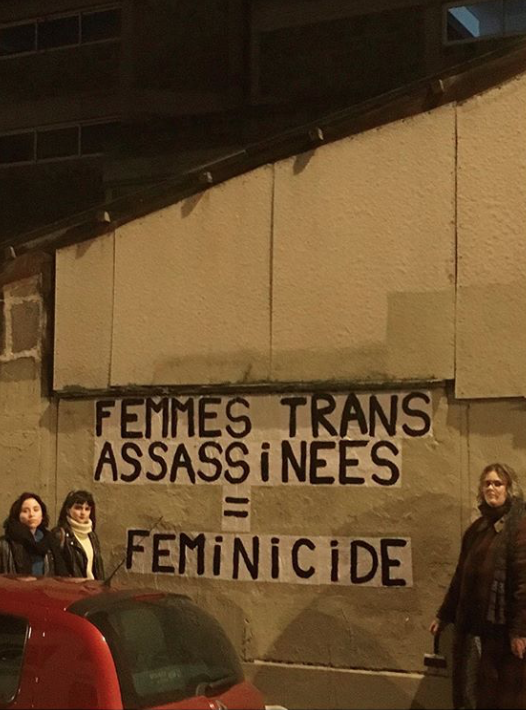 FEMMES TRANS
ASSASSiNEES
=
FEMiNiCiDE